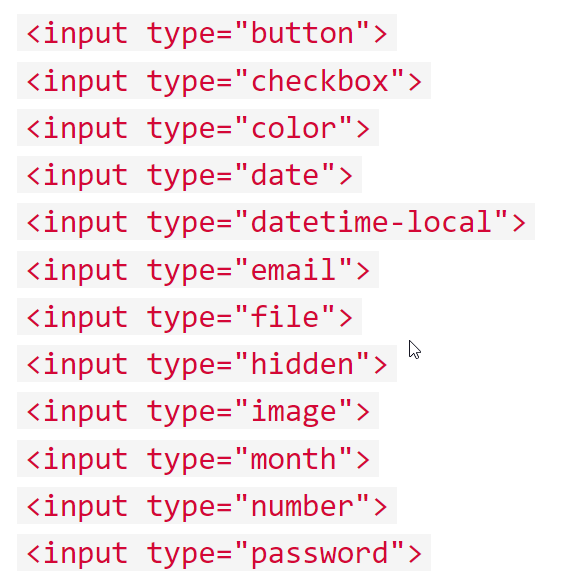 <input type="button">
<input type="checkbox">
<input type="color">
<input type="date">
<input type="datetime-local">
<input type="email">
<input type="file">
<input type="hidden">
<input type="image">
<input type="month">
<input type="number">
<input type="password">